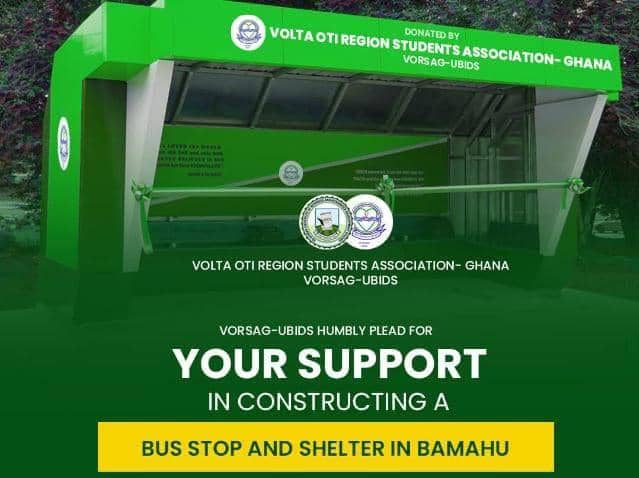 DONATED BY
VOLTA OTI REGION STUDENTS ASSOCIATION- GHANA
VORSAG-UBIDS
VOLTA OTI REGION STUDENTS ASSOCIATION- GHANA
VORSAG-UBIDS
VORSAG-UBIDS HUMBLY PLEAD FOR
YOUR SUPPORT
IN CONSTRUCTING A
BUS STOP AND SHELTER IN BAMAHU